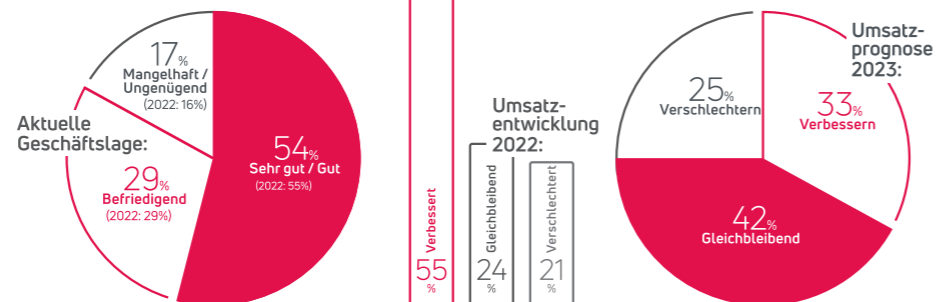 Aktuelle
Geschäftslage:
17%
Mangelhaft /
Ungenügend
(2022: 16%)
54%
Sehr gut / Gut
(2022: 55%)
29%
Befriedigend
(2022: 29%)
Umsatz-
entwicklung
2022:
Verbessert
55
%
Gleichbleibend
24
%
Verschlechtert
21
%
Umsatz-
prognose
2023:
25%
Verschlechtern
33%
Verbessern
42%
Gleichbleibend